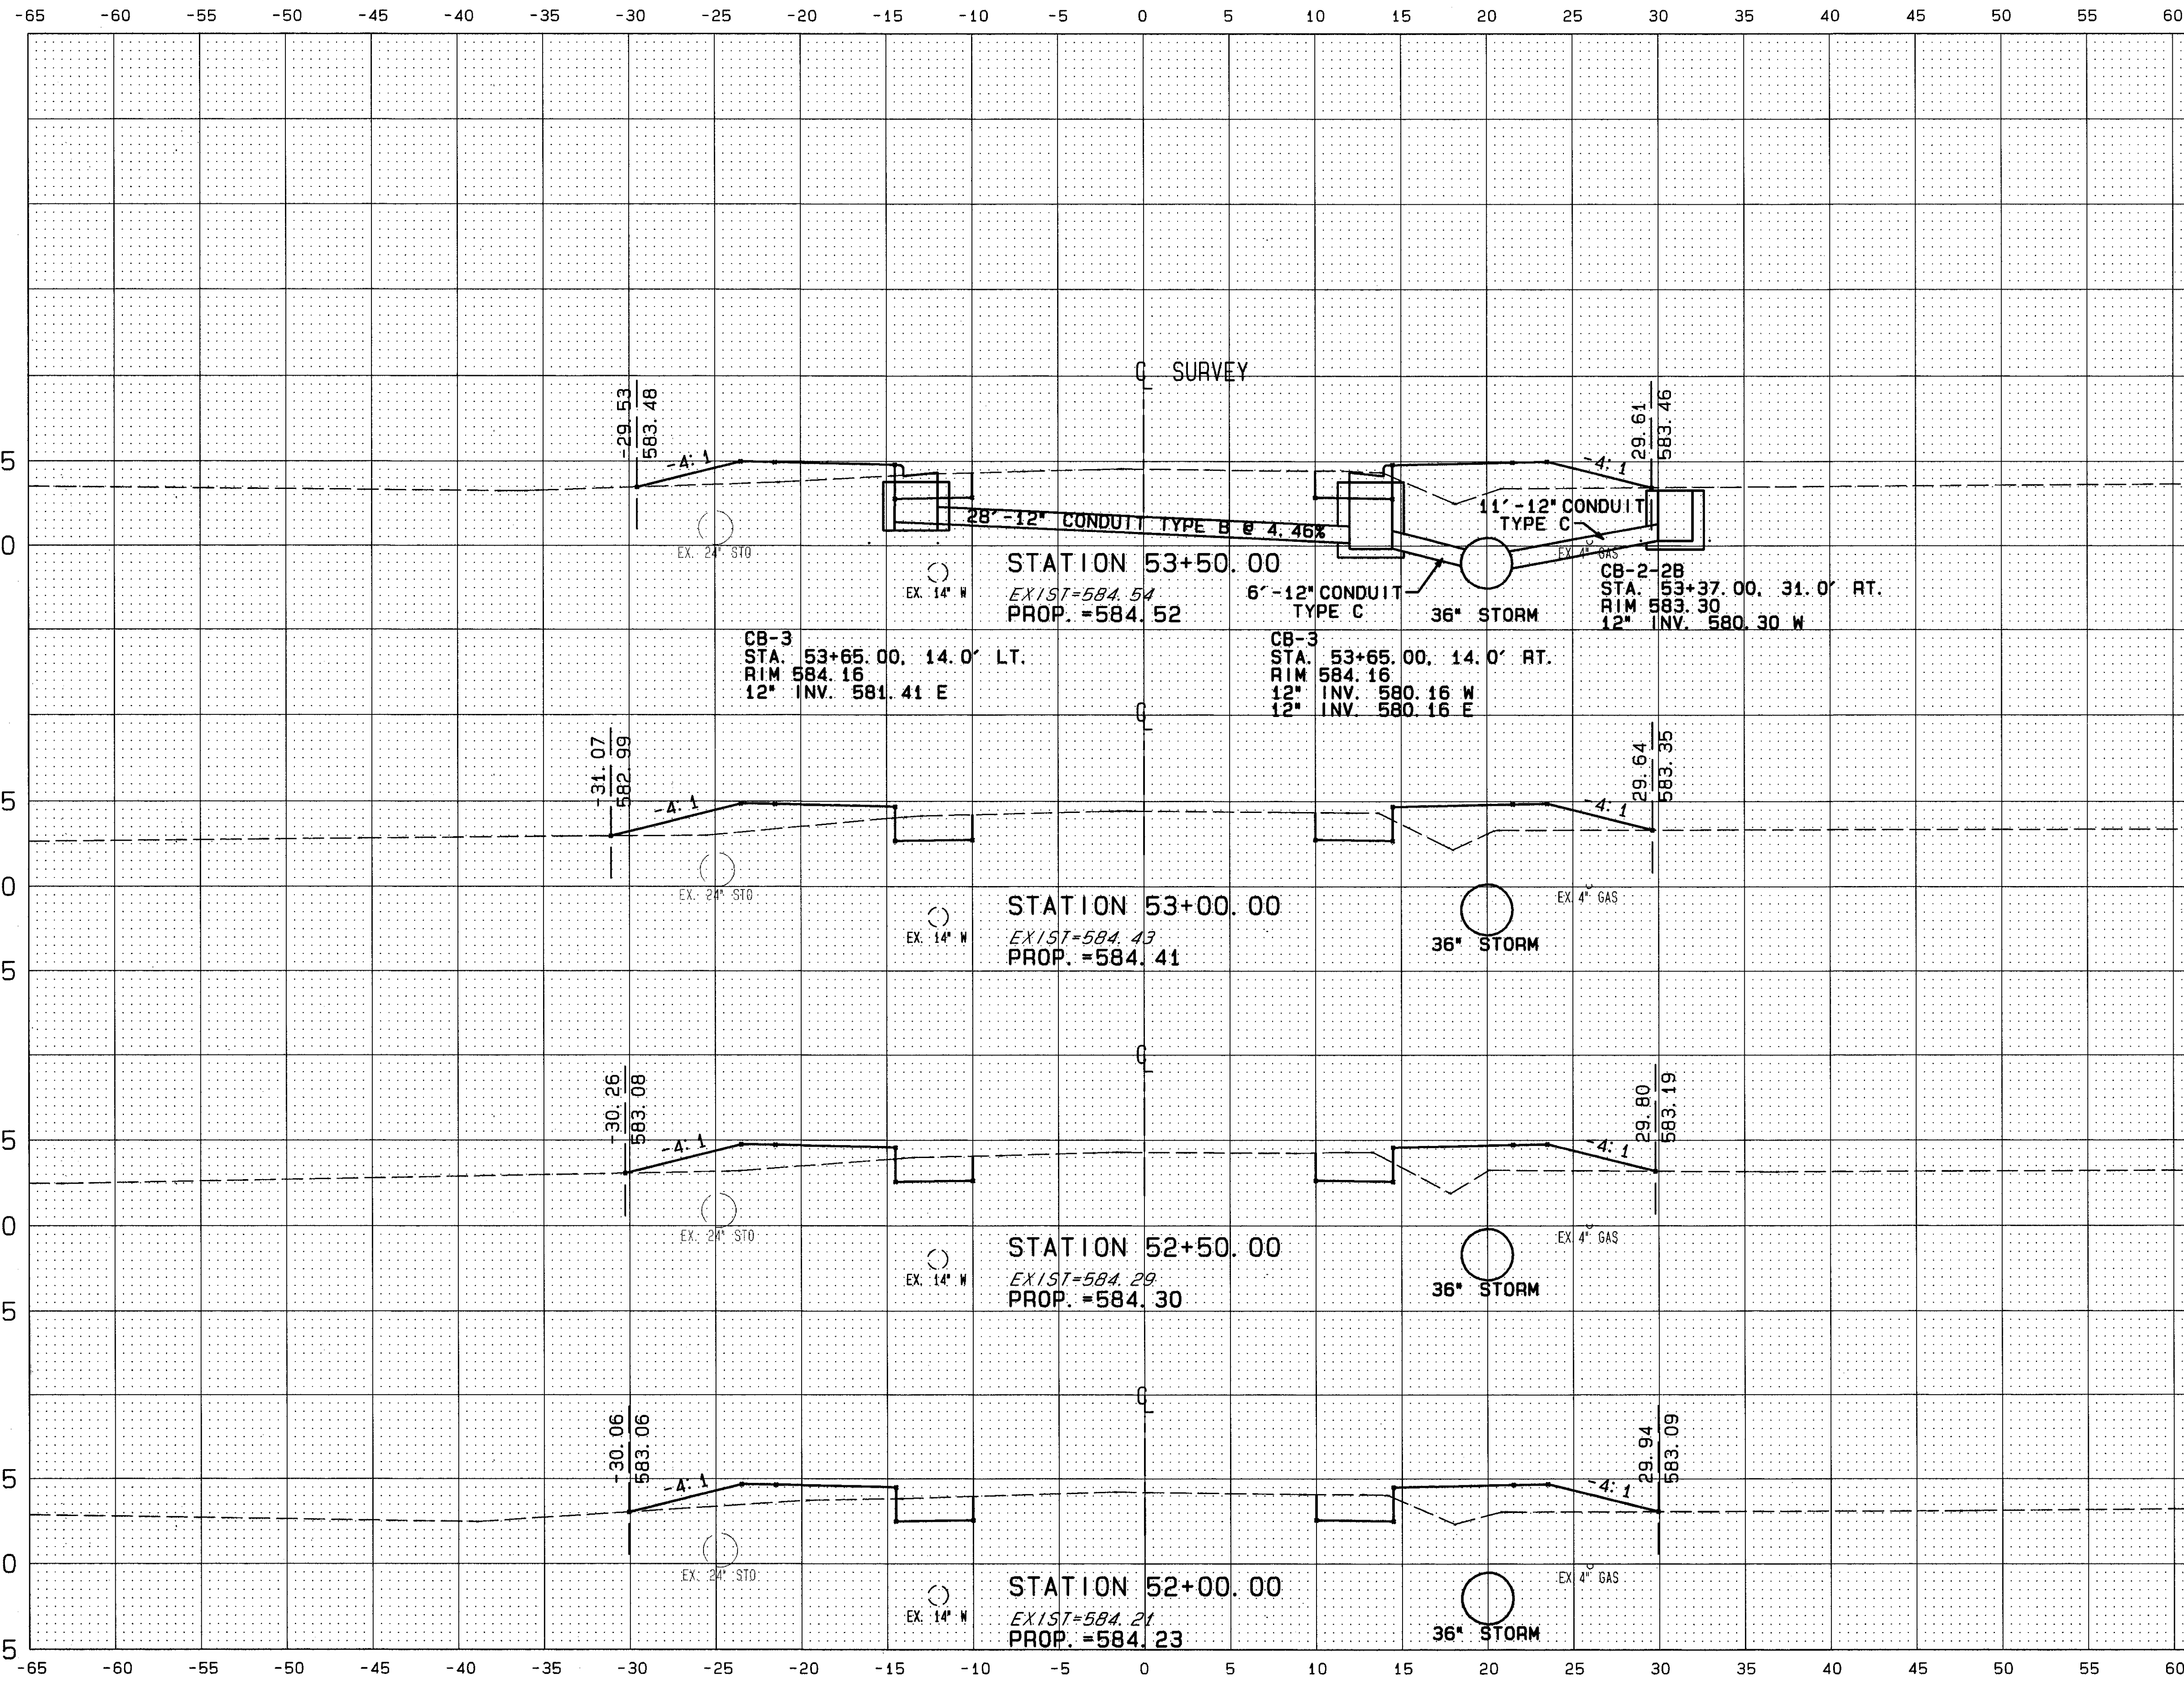 -65 -60 -55 -50 -45 -40 -35 -30 -25 -20 -15 -10 -5 0 5 10 15 20 25 30 35 40 45 50 55 60
℄ SURVEY
-29.53
583.48
29.61
583.46
5
-4:1
-4:1
11'-12" CONDUIT
TYPE C
28'-12" CONDUIT TYPE B @ 4.46%
0
EX. 24" STO
EX. 4" GAS
STATION 53+50.00
EX. 14" W
EXIST=584.54
PROP.=584.52
6'-12" CONDUIT
TYPE C
36" STORM
CB-2-2B
STA. 53+37.00, 31.0' RT.
RIM 583.30
12" INV. 580.30 W
CB-3
STA. 53+65.00, 14.0' LT.
RIM 584.16
12" INV. 581.41 E
CB-3
STA. 53+65.00, 14.0' RT.
RIM 584.16
12" INV. 580.16 W
12" INV. 580.16 E
℄
-31.07
582.99
29.64
583.35
5
-4:1
-4:1
0
EX. 24" STO
EX. 4" GAS
STATION 53+00.00
EX. 14" W
EXIST=584.43
PROP.=584.41
36" STORM
5
℄
-30.26
583.08
29.80
583.19
5
-4:1
-4:1
0
EX. 24" STO
EX. 4" GAS
STATION 52+50.00
EX. 14" W
EXIST=584.29
PROP.=584.30
36" STORM
5
℄
-30.06
583.06
29.94
583.09
5
-4:1
-4:1
0
EX. 24" STO
EX. 4" GAS
STATION 52+00.00
EX. 14" W
EXIST=584.21
PROP.=584.23
36" STORM
5
-65 -60 -55 -50 -45 -40 -35 -30 -25 -20 -15 -10 -5 0 5 10 15 20 25 30 35 40 45 50 55 60